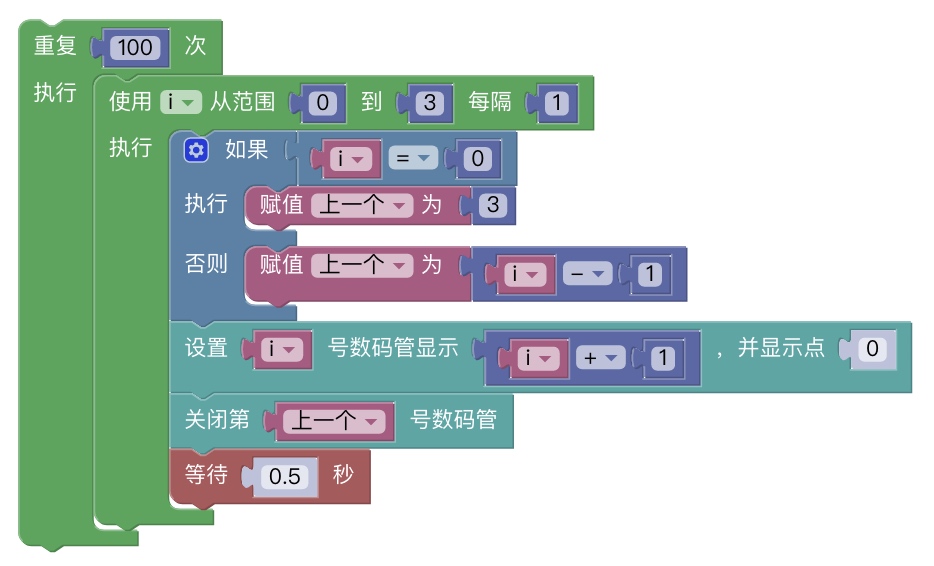 重复 100 次
执行 使用 i 从范围 0 到 3 每隔 1
执行 如果 i = 0
执行 赋值 上一个 为 3
否则 赋值 上一个 为 i - 1
设置 i 号数码管显示 i + 1 ，并显示点 0
关闭第 上一个 号数码管
等待 0.5 秒